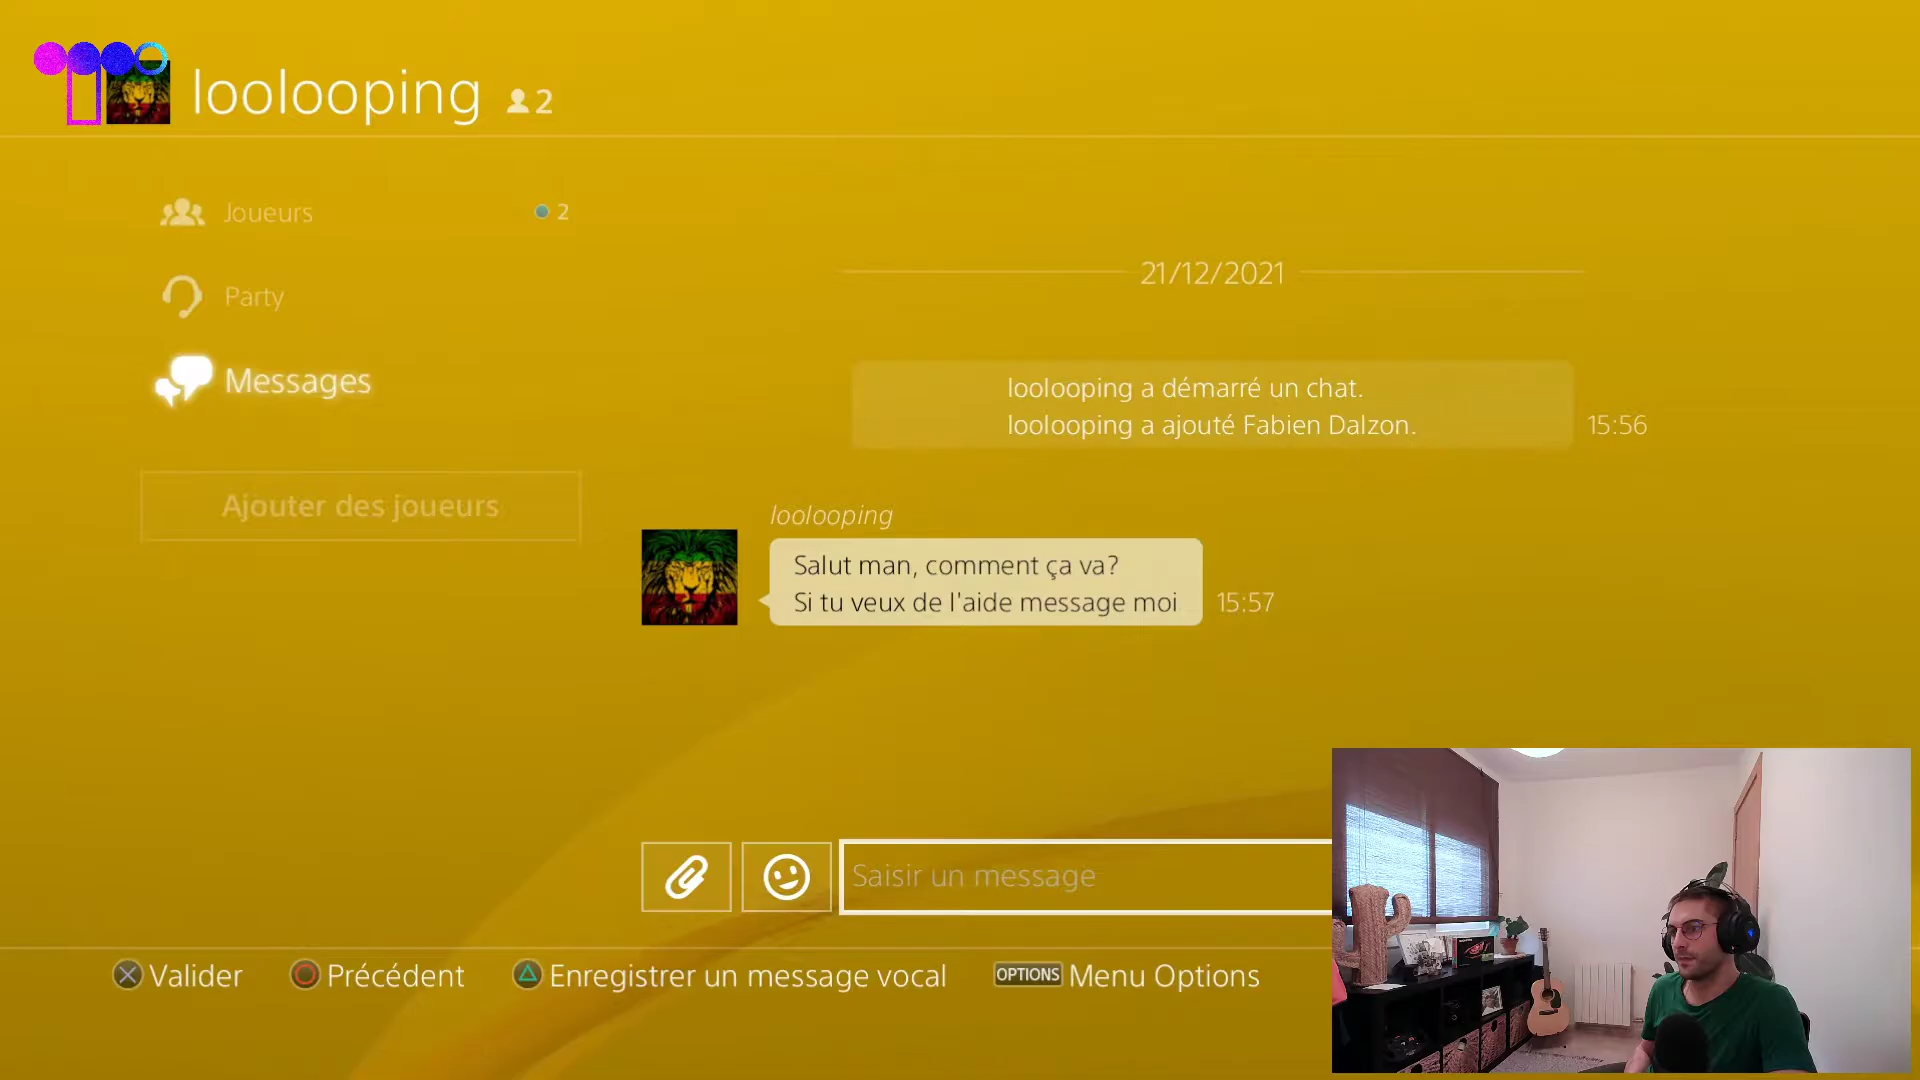 loolooping 2
Joueurs 2
Party
Messages
Ajouter des joueurs
21/12/2021
loolooping a démarré un chat.
loolooping a ajouté Fabien Dalzon.
15:56
loolooping
Salut man, comment ça va?
Si tu veux de l'aide message moi
15:57
Saisir un message
Valider
Précédent
Enregistrer un message vocal
OPTIONS Menu Options